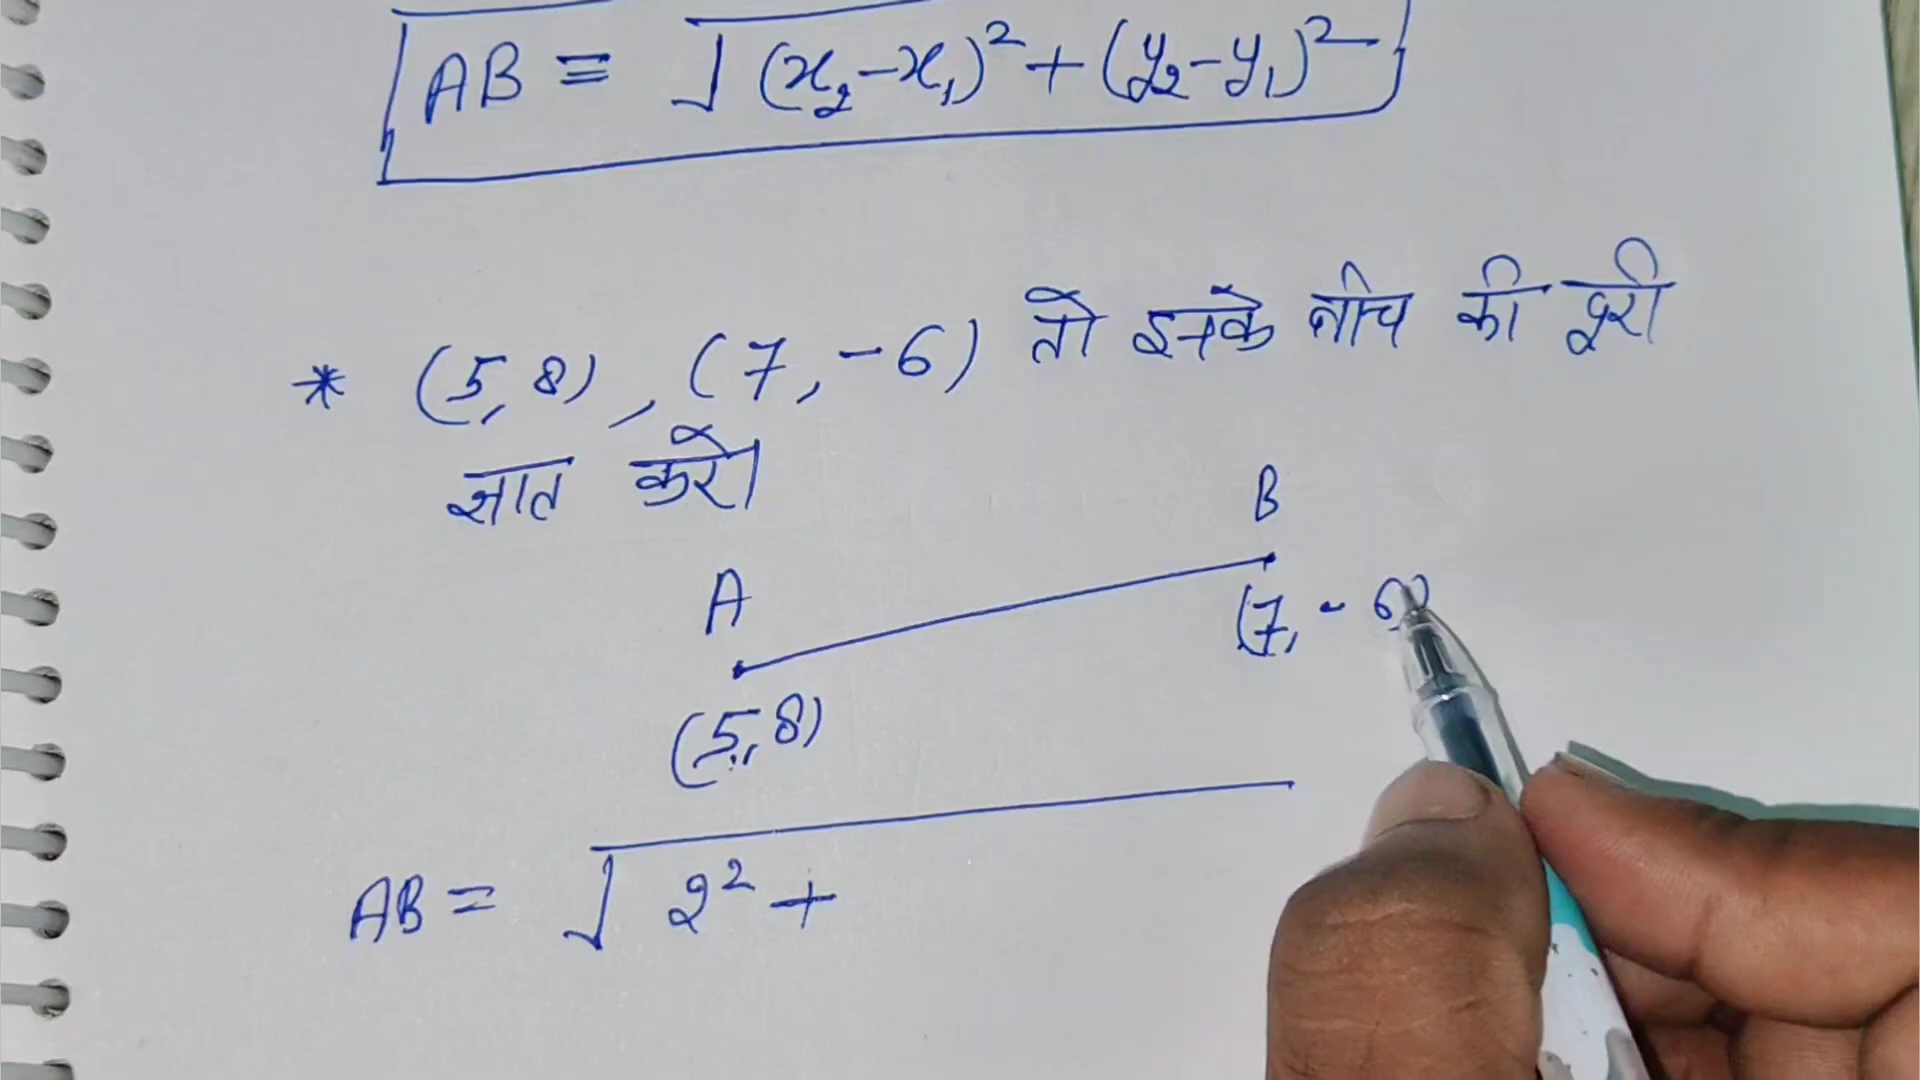 AB = √(x₂-x₁)²+(y₂-y₁)²
* (5,8), (7,-6) तो इनके बीच की दूरी
ज्ञात करो।
A B
(5,8) (7,-6)
AB = √2²+